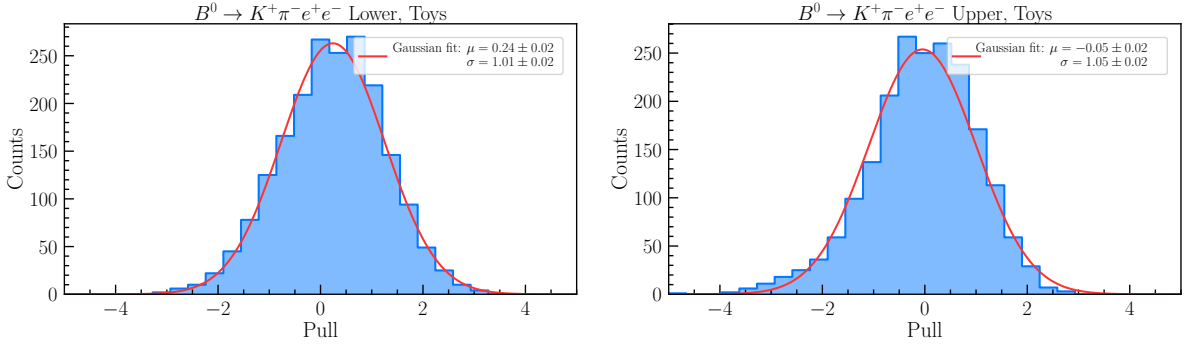 B⁰ → K⁺π⁻e⁺e⁻ Lower, Toys
Gaussian fit: μ = 0.24 ± 0.02
σ = 1.01 ± 0.02
250
200
150
100
50
0
Counts
−4 −2 0 2 4
Pull
B⁰ → K⁺π⁻e⁺e⁻ Upper, Toys
Gaussian fit: μ = −0.05 ± 0.02
σ = 1.05 ± 0.02
250
200
150
100
50
0
Counts
−4 −2 0 2 4
Pull